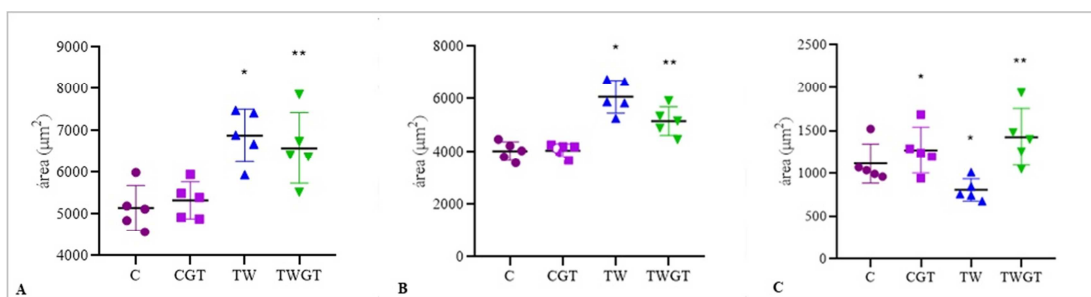 9000
8000
7000
6000
5000
4000
área (μm²)
* **
C CGT TW TWGT
A
8000
6000
4000
2000
0
área (μm²)
* **
C CGT TW TWGT
B
2500
2000
1500
1000
500
0
área (μm²)
* * **
C CGT TW TWGT
C